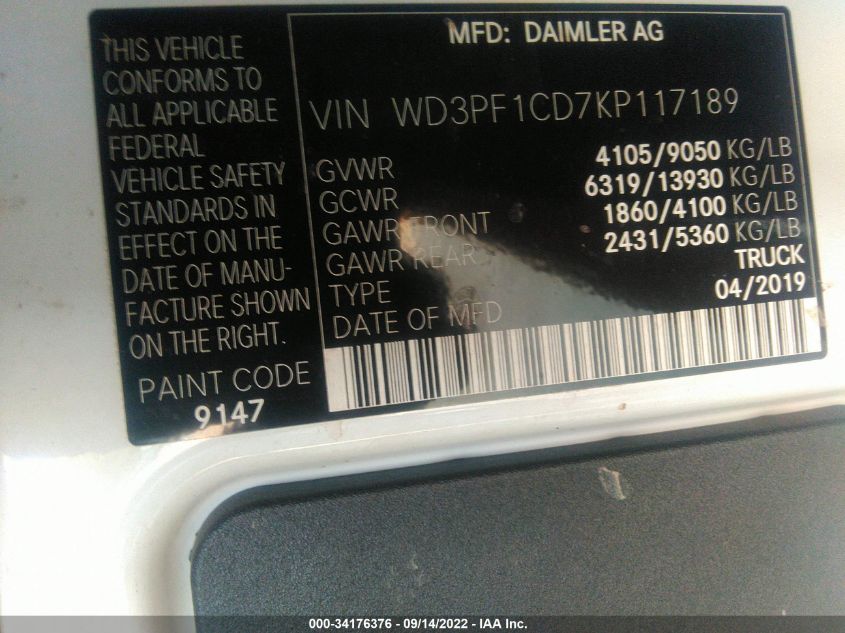 THIS VEHICLE
CONFORMS TO
ALL APPLICABLE
FEDERAL
VEHICLE SAFETY
STANDARDS IN
EFFECT ON THE
DATE OF MANU-
FACTURE SHOWN
ON THE RIGHT.
PAINT CODE
9147
MFD: DAIMLER AG
VIN WD3PF1CD7KP117189
GVWR 4105/9050 KG/LB
GCWR 6319/13930 KG/LB
GAWR FRONT 1860/4100 KG/LB
GAWR REAR 2431/5360 KG/LB
TYPE TRUCK
DATE OF MFD 04/2019
000-34176376 - 09/14/2022 - IAA Inc.